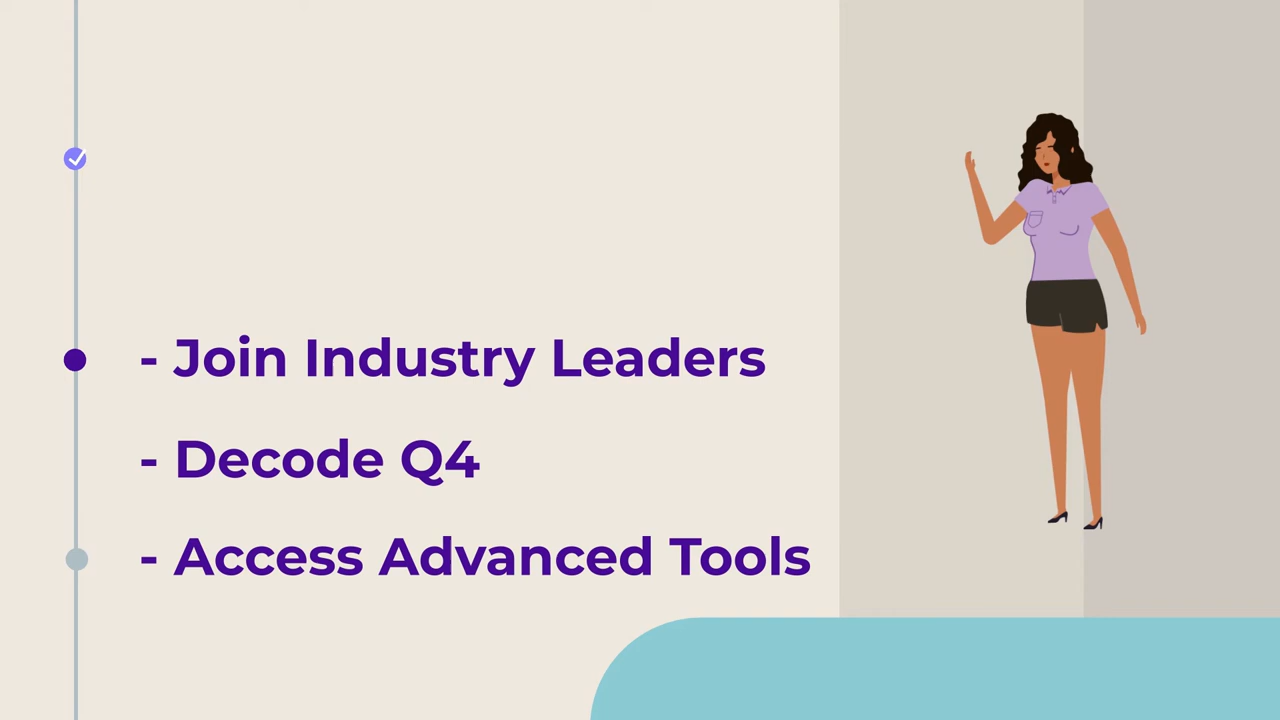 - Join Industry Leaders
- Decode Q4
- Access Advanced Tools